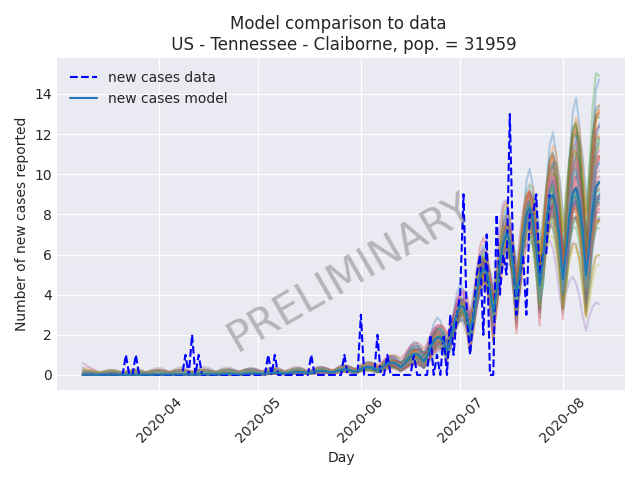 Model comparison to data
US - Tennessee - Claiborne, pop. = 31959
new cases data
new cases model
Number of new cases reported
14
12
10
8
6
4
2
0
PRELIMINARY
2020-04
2020-05
2020-06
2020-07
2020-08
Day